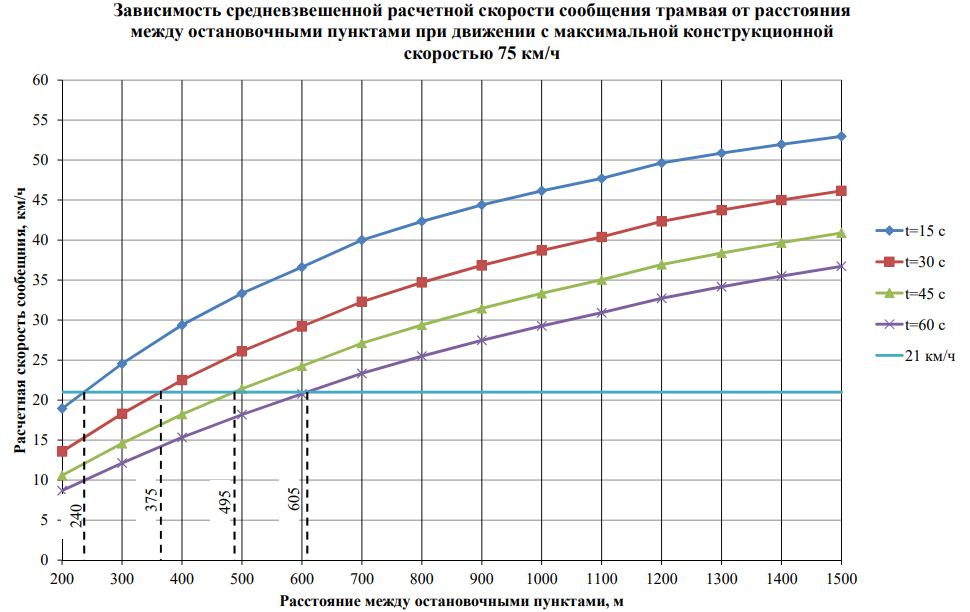 Зависимость средневзвешенной расчетной скорости сообщения трамвая от расстояния
между остановочными пунктами при движении с максимальной конструкционной
скоростью 75 км/ч
Расчетная скорость сообщения, км/ч
60
55
50
45
40
35
30
25
20
15
10
5
0
240
375
495
605
200 300 400 500 600 700 800 900 1000 1100 1200 1300 1400 1500
Расстояние между остановочными пунктами, м
t=15 с
t=30 с
t=45 с
t=60 с
21 км/ч